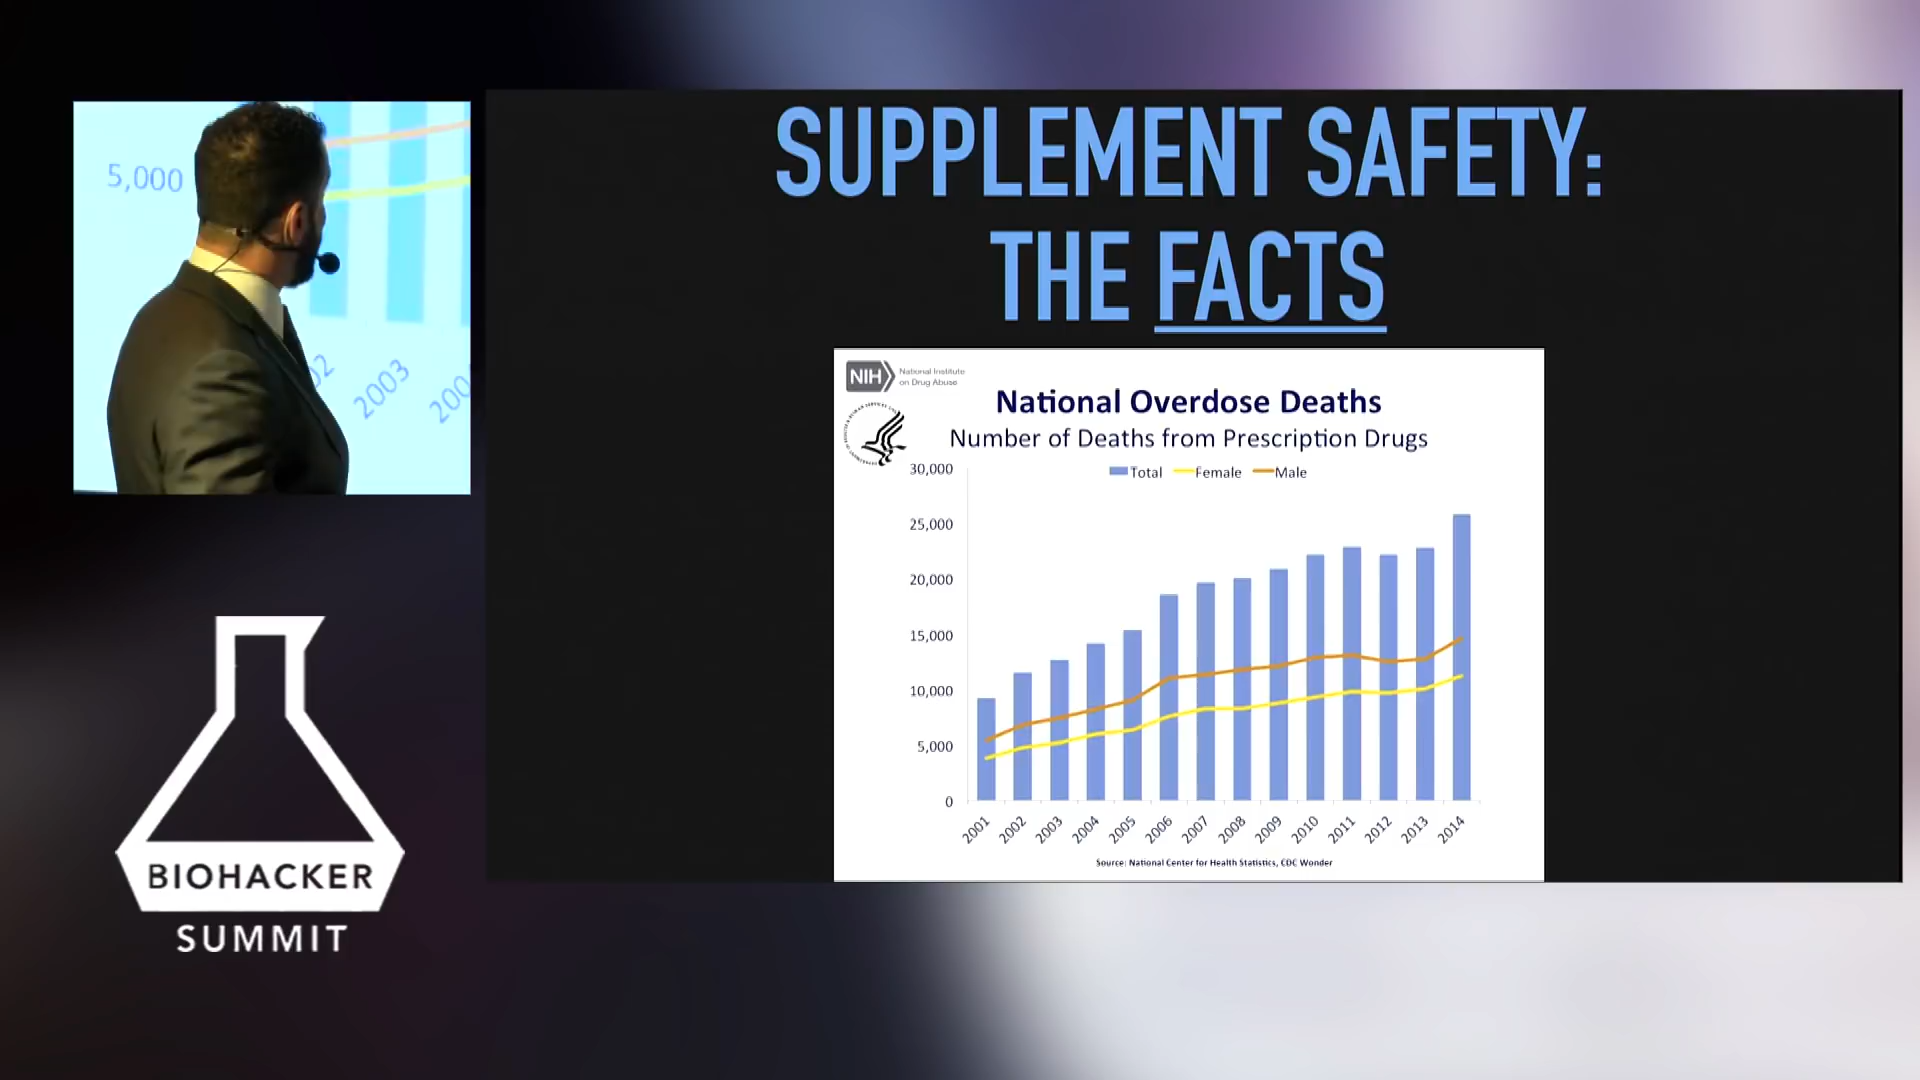 SUPPLEMENT SAFETY:
THE FACTS
NIH
National Institute
on Drug Abuse
National Overdose Deaths
Number of Deaths from Prescription Drugs
Total Female Male
30,000
25,000
20,000
15,000
10,000
5,000
0
2001 2002 2003 2004 2005 2006 2007 2008 2009 2010 2011 2012 2013 2014
Source: National Center for Health Statistics, CDC Wonder
5,000
2003
BIOHACKER
SUMMIT